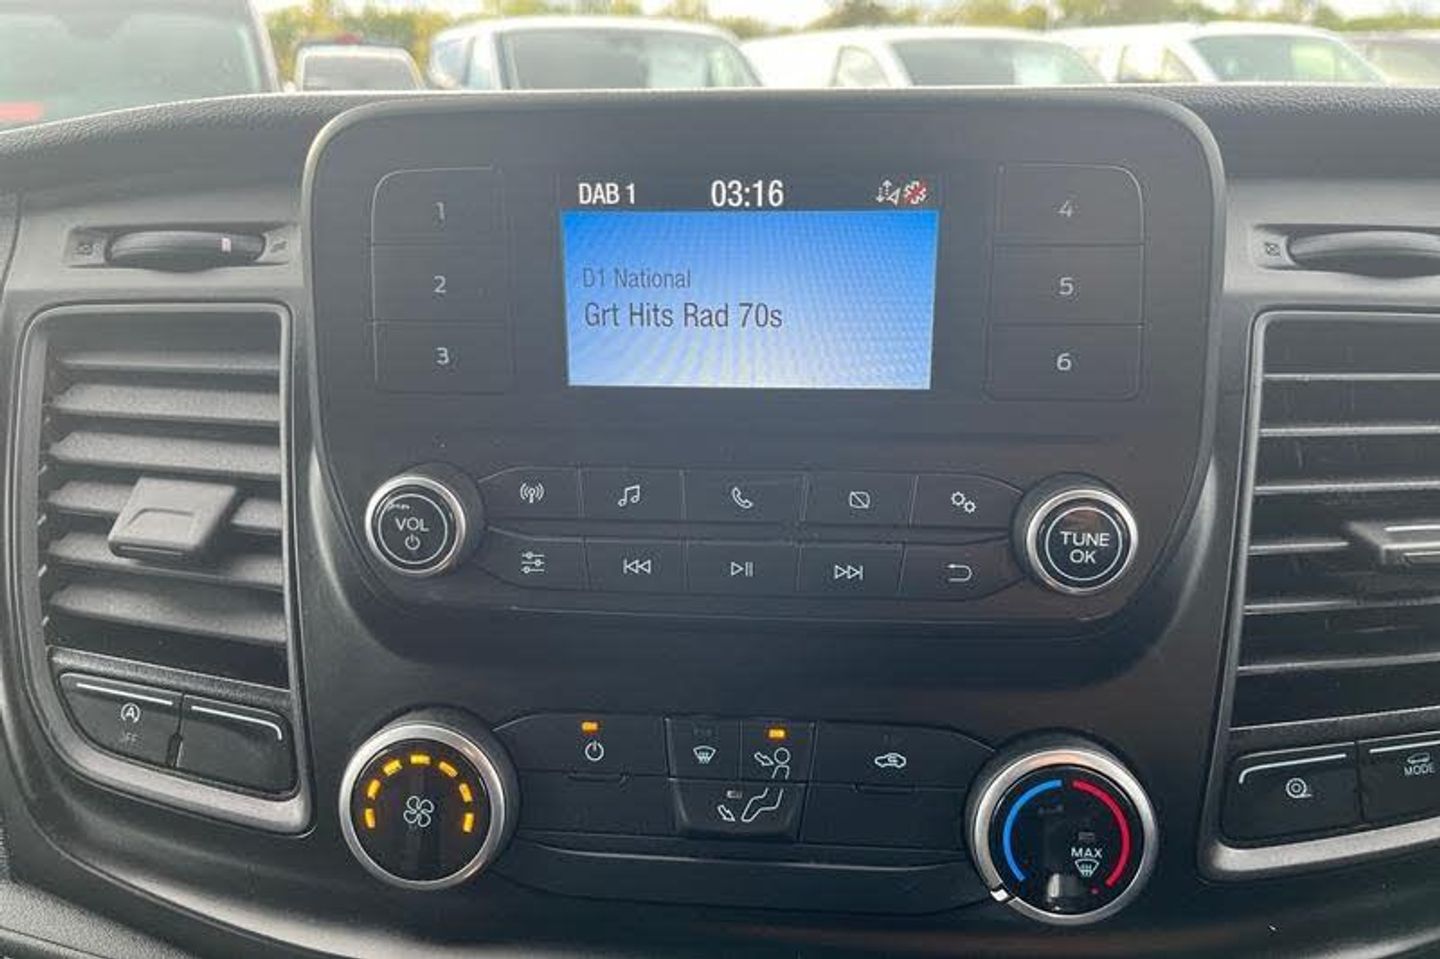 DAB 1 03:16
D1 National
Grt Hits Rad 70s
1
2
3
4
5
6
VOL
TUNE
OK
A
OFF
MAX
MODE